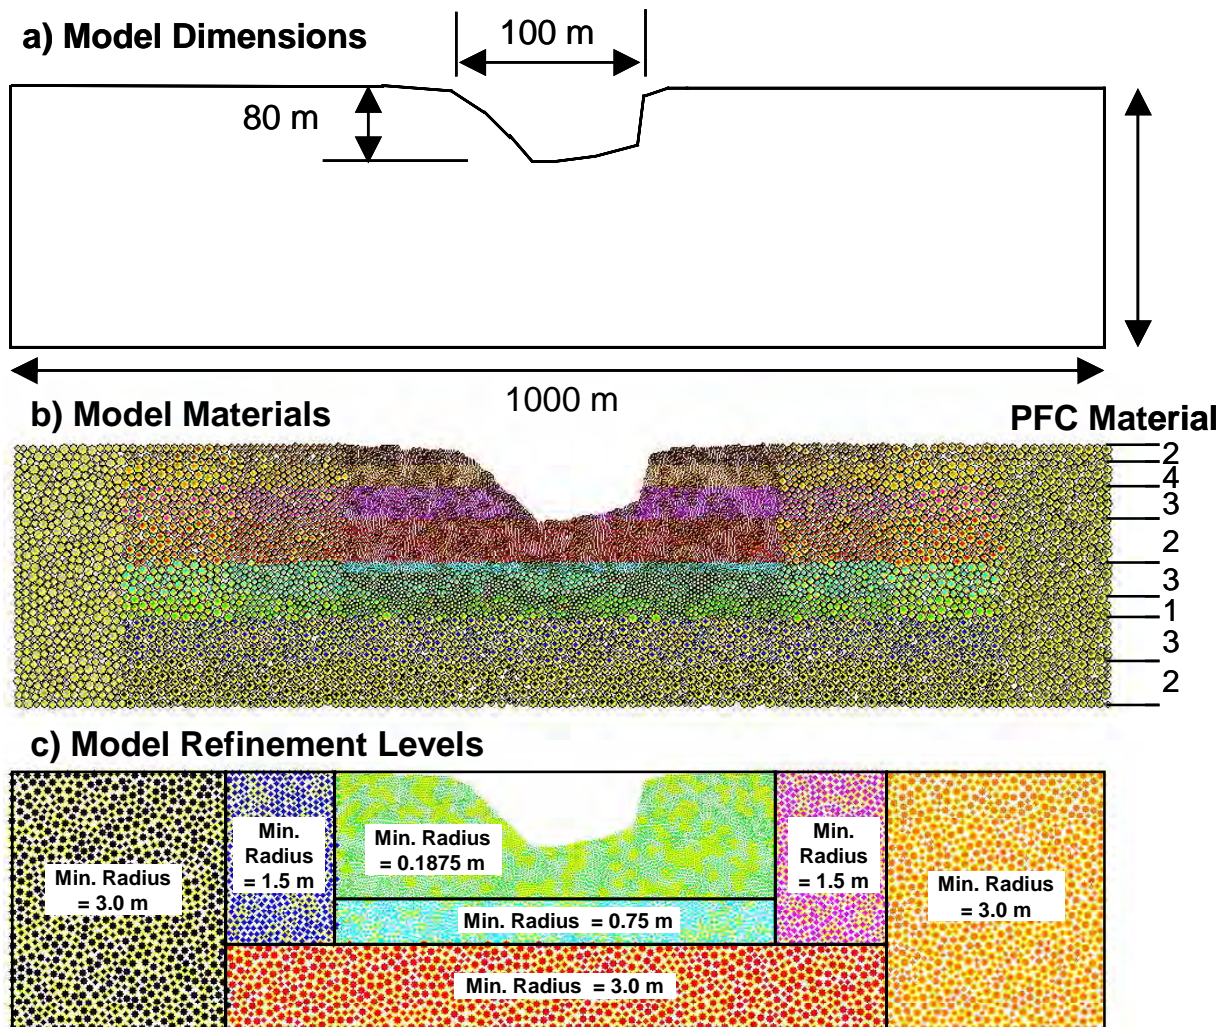 a) Model Dimensions
100 m
80 m
1000 m
b) Model Materials
PFC Material
2
4
3
2
3
1
3
2
c) Model Refinement Levels
Min. Radius
= 3.0 m
Min.
Radius
= 1.5 m
Min. Radius
= 0.1875 m
Min. Radius = 0.75 m
Min.
Radius
= 1.5 m
Min. Radius
= 3.0 m
Min. Radius = 3.0 m